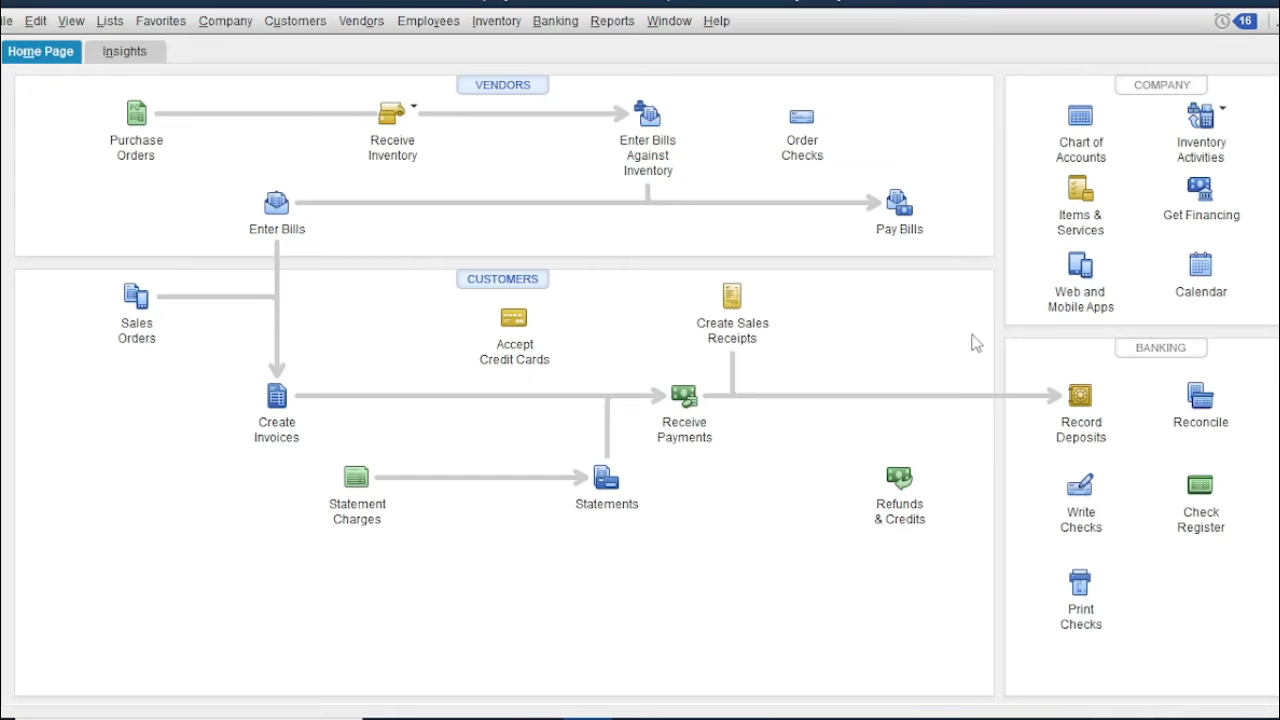 ile Edit View Lists Favorites Company Customers Vendors Employees Inventory Banking Reports Window Help 16
Home Page Insights
VENDORS
Purchase
Orders
Receive
Inventory
Enter Bills
Against
Inventory
Order
Checks
Enter Bills
Pay Bills
CUSTOMERS
Sales
Orders
Accept
Credit Cards
Create Sales
Receipts
Create
Invoices
Receive
Payments
Statement
Charges
Statements
Refunds
& Credits
COMPANY
Chart of
Accounts
Inventory
Activities
Items &
Services
Get Financing
Web and
Mobile Apps
Calendar
BANKING
Record
Deposits
Reconcile
Write
Checks
Check
Register
Print
Checks